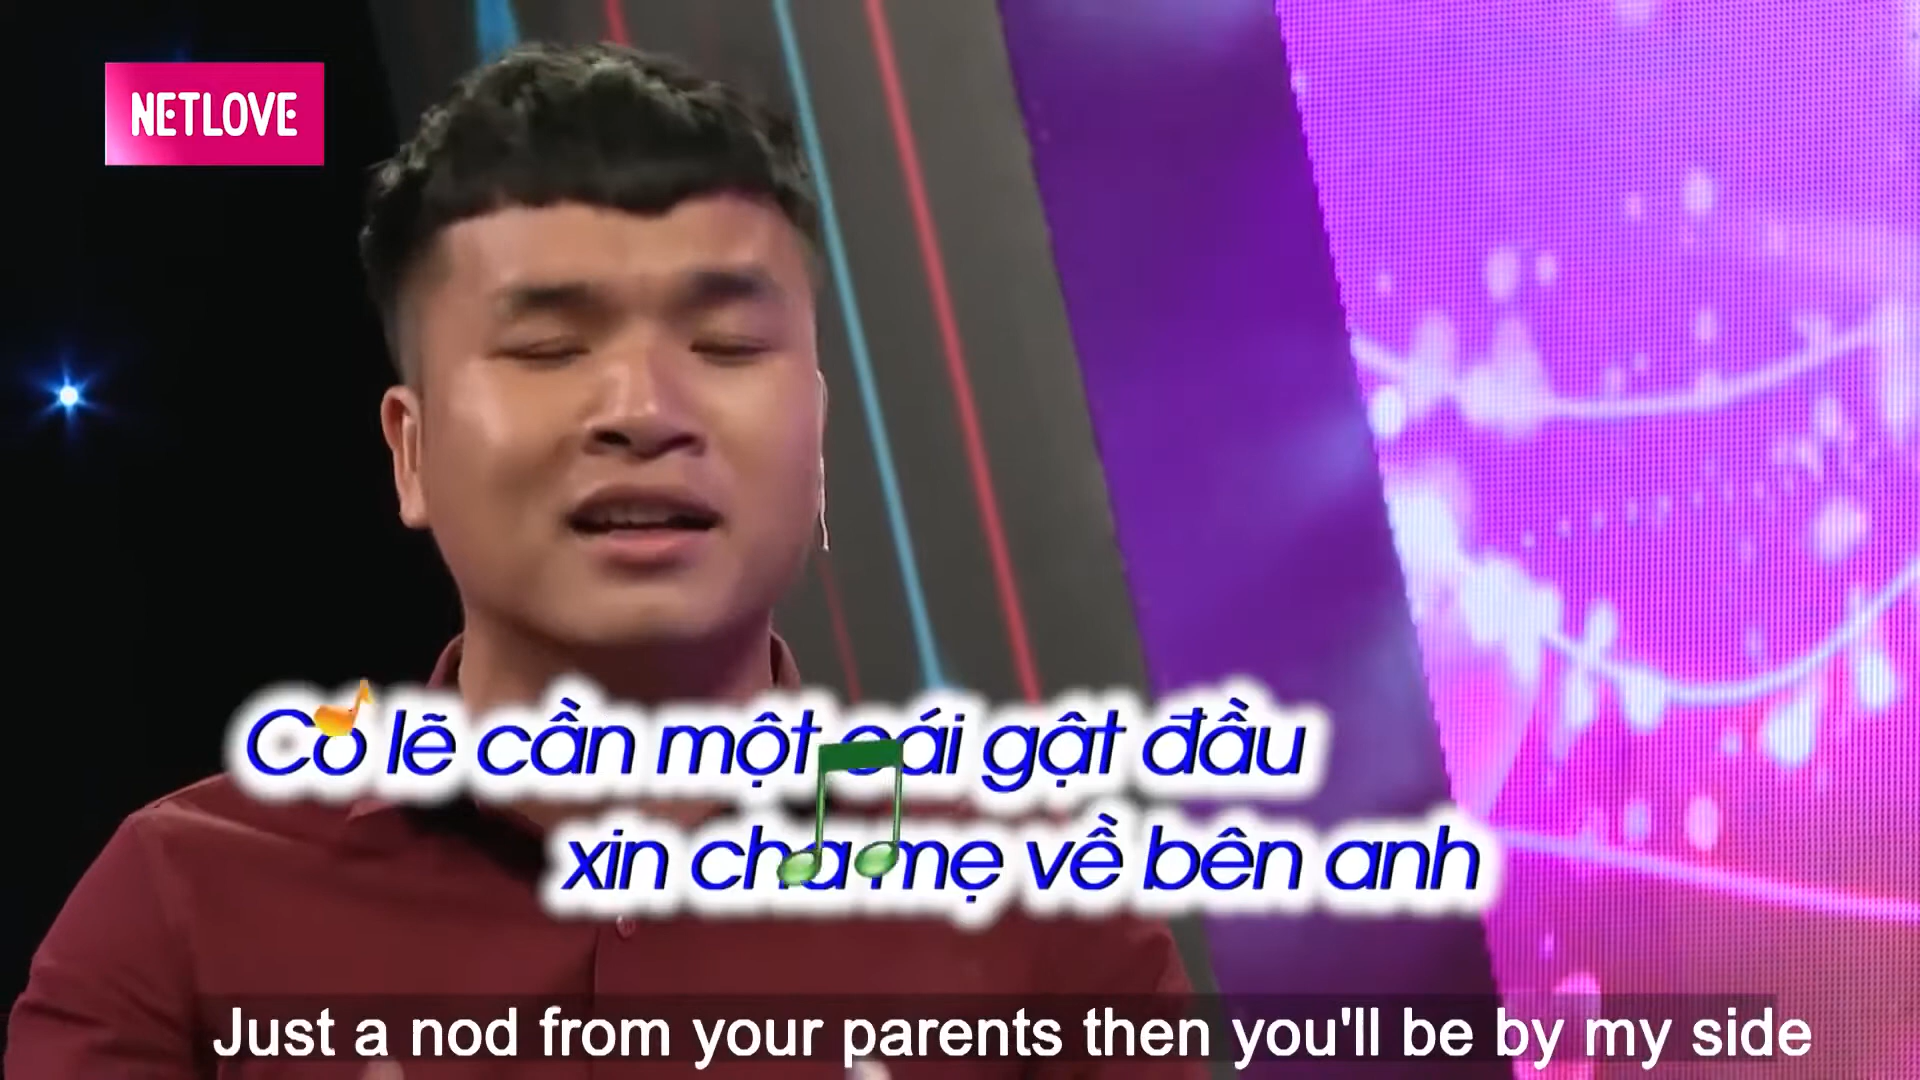 NETLOVE
Có lẽ cần một cái gật đầu
xin cha mẹ về bên anh
Just a nod from your parents then you'll be by my side